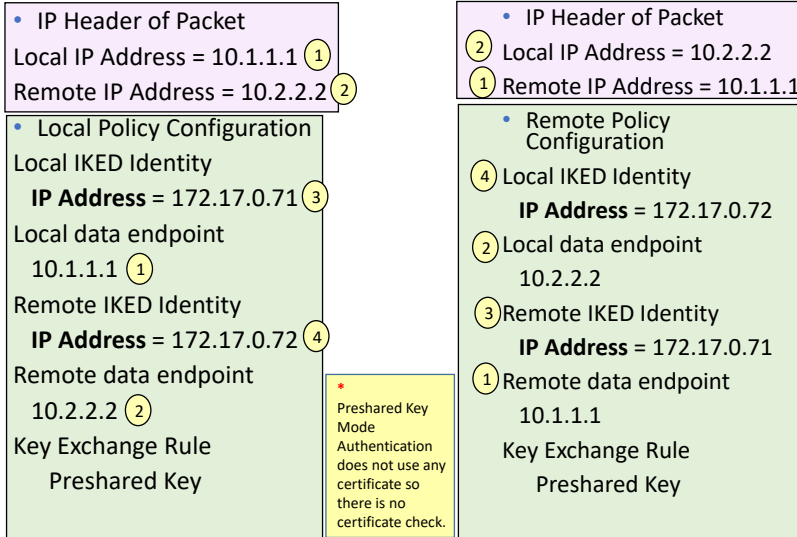 • IP Header of Packet
Local IP Address = 10.1.1.1 1
Remote IP Address = 10.2.2.2 2
• Local Policy Configuration
Local IKED Identity
IP Address = 172.17.0.71 3
Local data endpoint
10.1.1.1 1
Remote IKED Identity
IP Address = 172.17.0.72 4
Remote data endpoint
10.2.2.2 2
Key Exchange Rule
Preshared Key
*
Preshared Key
Mode
Authentication
does not use any
certificate so
there is no
certificate check.
• IP Header of Packet
2 Local IP Address = 10.2.2.2
1 Remote IP Address = 10.1.1.1
• Remote Policy
Configuration
4 Local IKED Identity
IP Address = 172.17.0.72
2 Local data endpoint
10.2.2.2
3 Remote IKED Identity
IP Address = 172.17.0.71
1 Remote data endpoint
10.1.1.1
Key Exchange Rule
Preshared Key